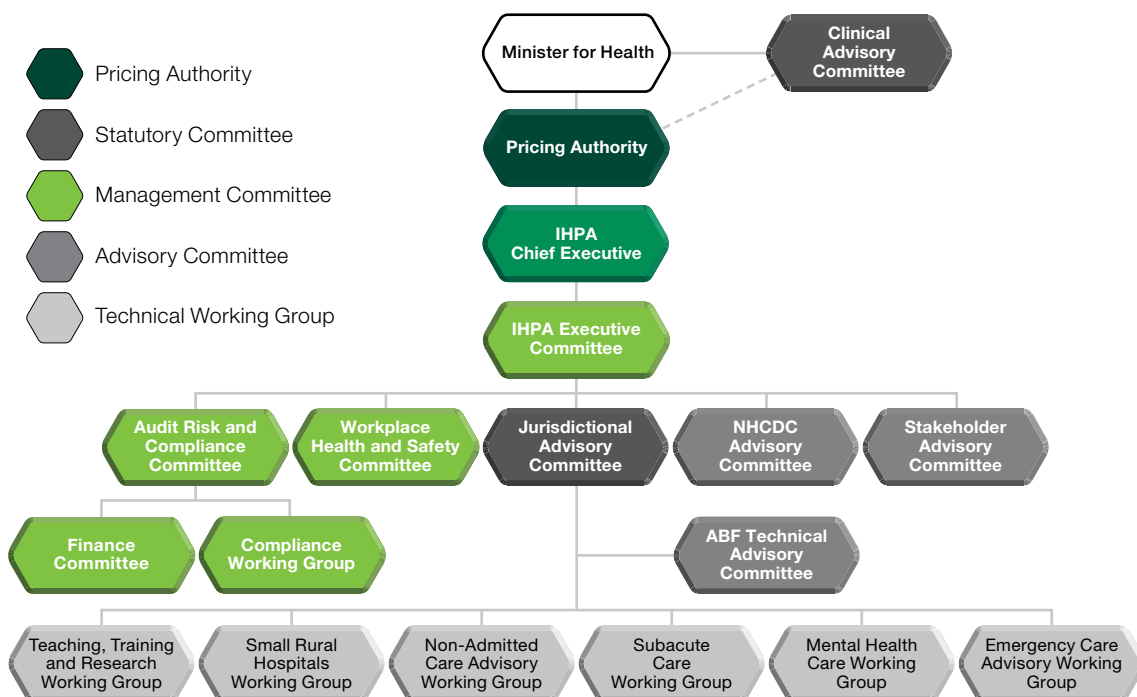 Pricing Authority
Statutory Committee
Management Committee
Advisory Committee
Technical Working Group
Minister for Health
Clinical
Advisory
Committee
Pricing Authority
IHPA
Chief Executive
IHPA Executive
Committee
Audit Risk and
Compliance
Committee
Workplace
Health and Safety
Committee
Jurisdictional
Advisory
Committee
NHCDC
Advisory
Committee
Stakeholder
Advisory
Committee
Finance
Committee
Compliance
Working Group
ABF Technical
Advisory
Committee
Teaching, Training
and Research
Working Group
Small Rural
Hospitals
Working Group
Non-Admitted
Care Advisory
Working Group
Subacute
Care
Working Group
Mental Health
Care Working
Group
Emergency Care
Advisory Working
Group